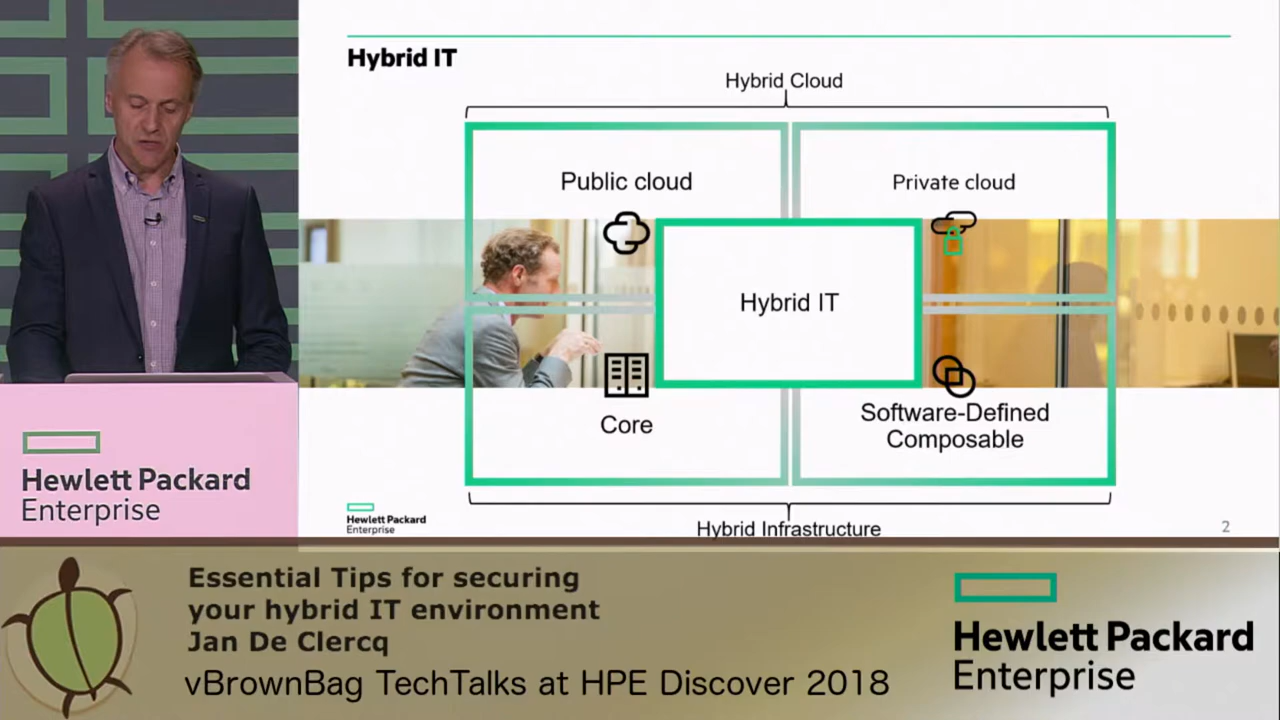 Hybrid IT
Hybrid Cloud
Public cloud
Private cloud
Hybrid IT
Core
Software-Defined
Composable
Hybrid Infrastructure
Hewlett Packard
Enterprise
2
Hewlett Packard
Enterprise
Essential Tips for securing
your hybrid IT environment
Jan De Clercq
vBrownBag TechTalks at HPE Discover 2018
Hewlett Packard
Enterprise